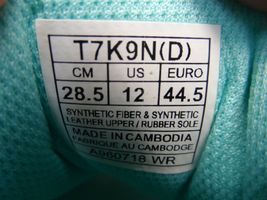 T7K9N(D)
CM US EURO
28.5 12 44.5
SYNTHETIC FIBER & SYNTHETIC
LEATHER UPPER / RUBBER SOLE
MADE IN CAMBODIA
FABRIQUE AU CAMBODGE
A960718 WR